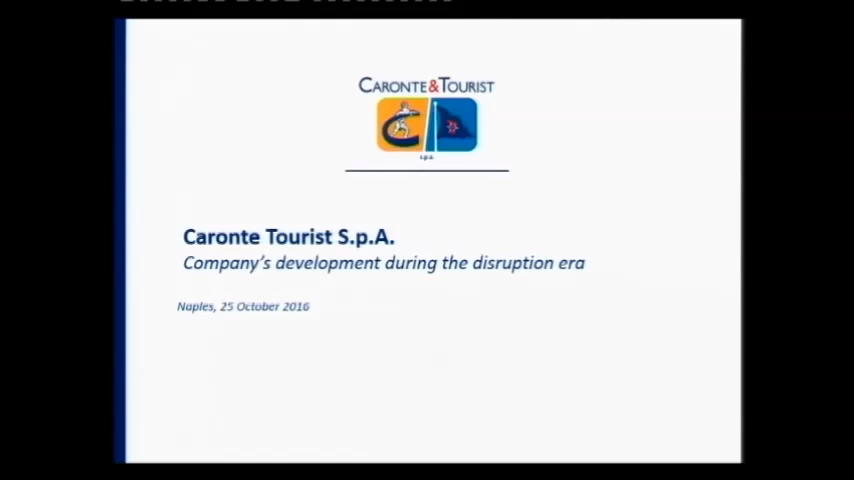 CARONTE&TOURIST
s.p.a.
Caronte Tourist S.p.A.
Company's development during the disruption era
Naples, 25 October 2016